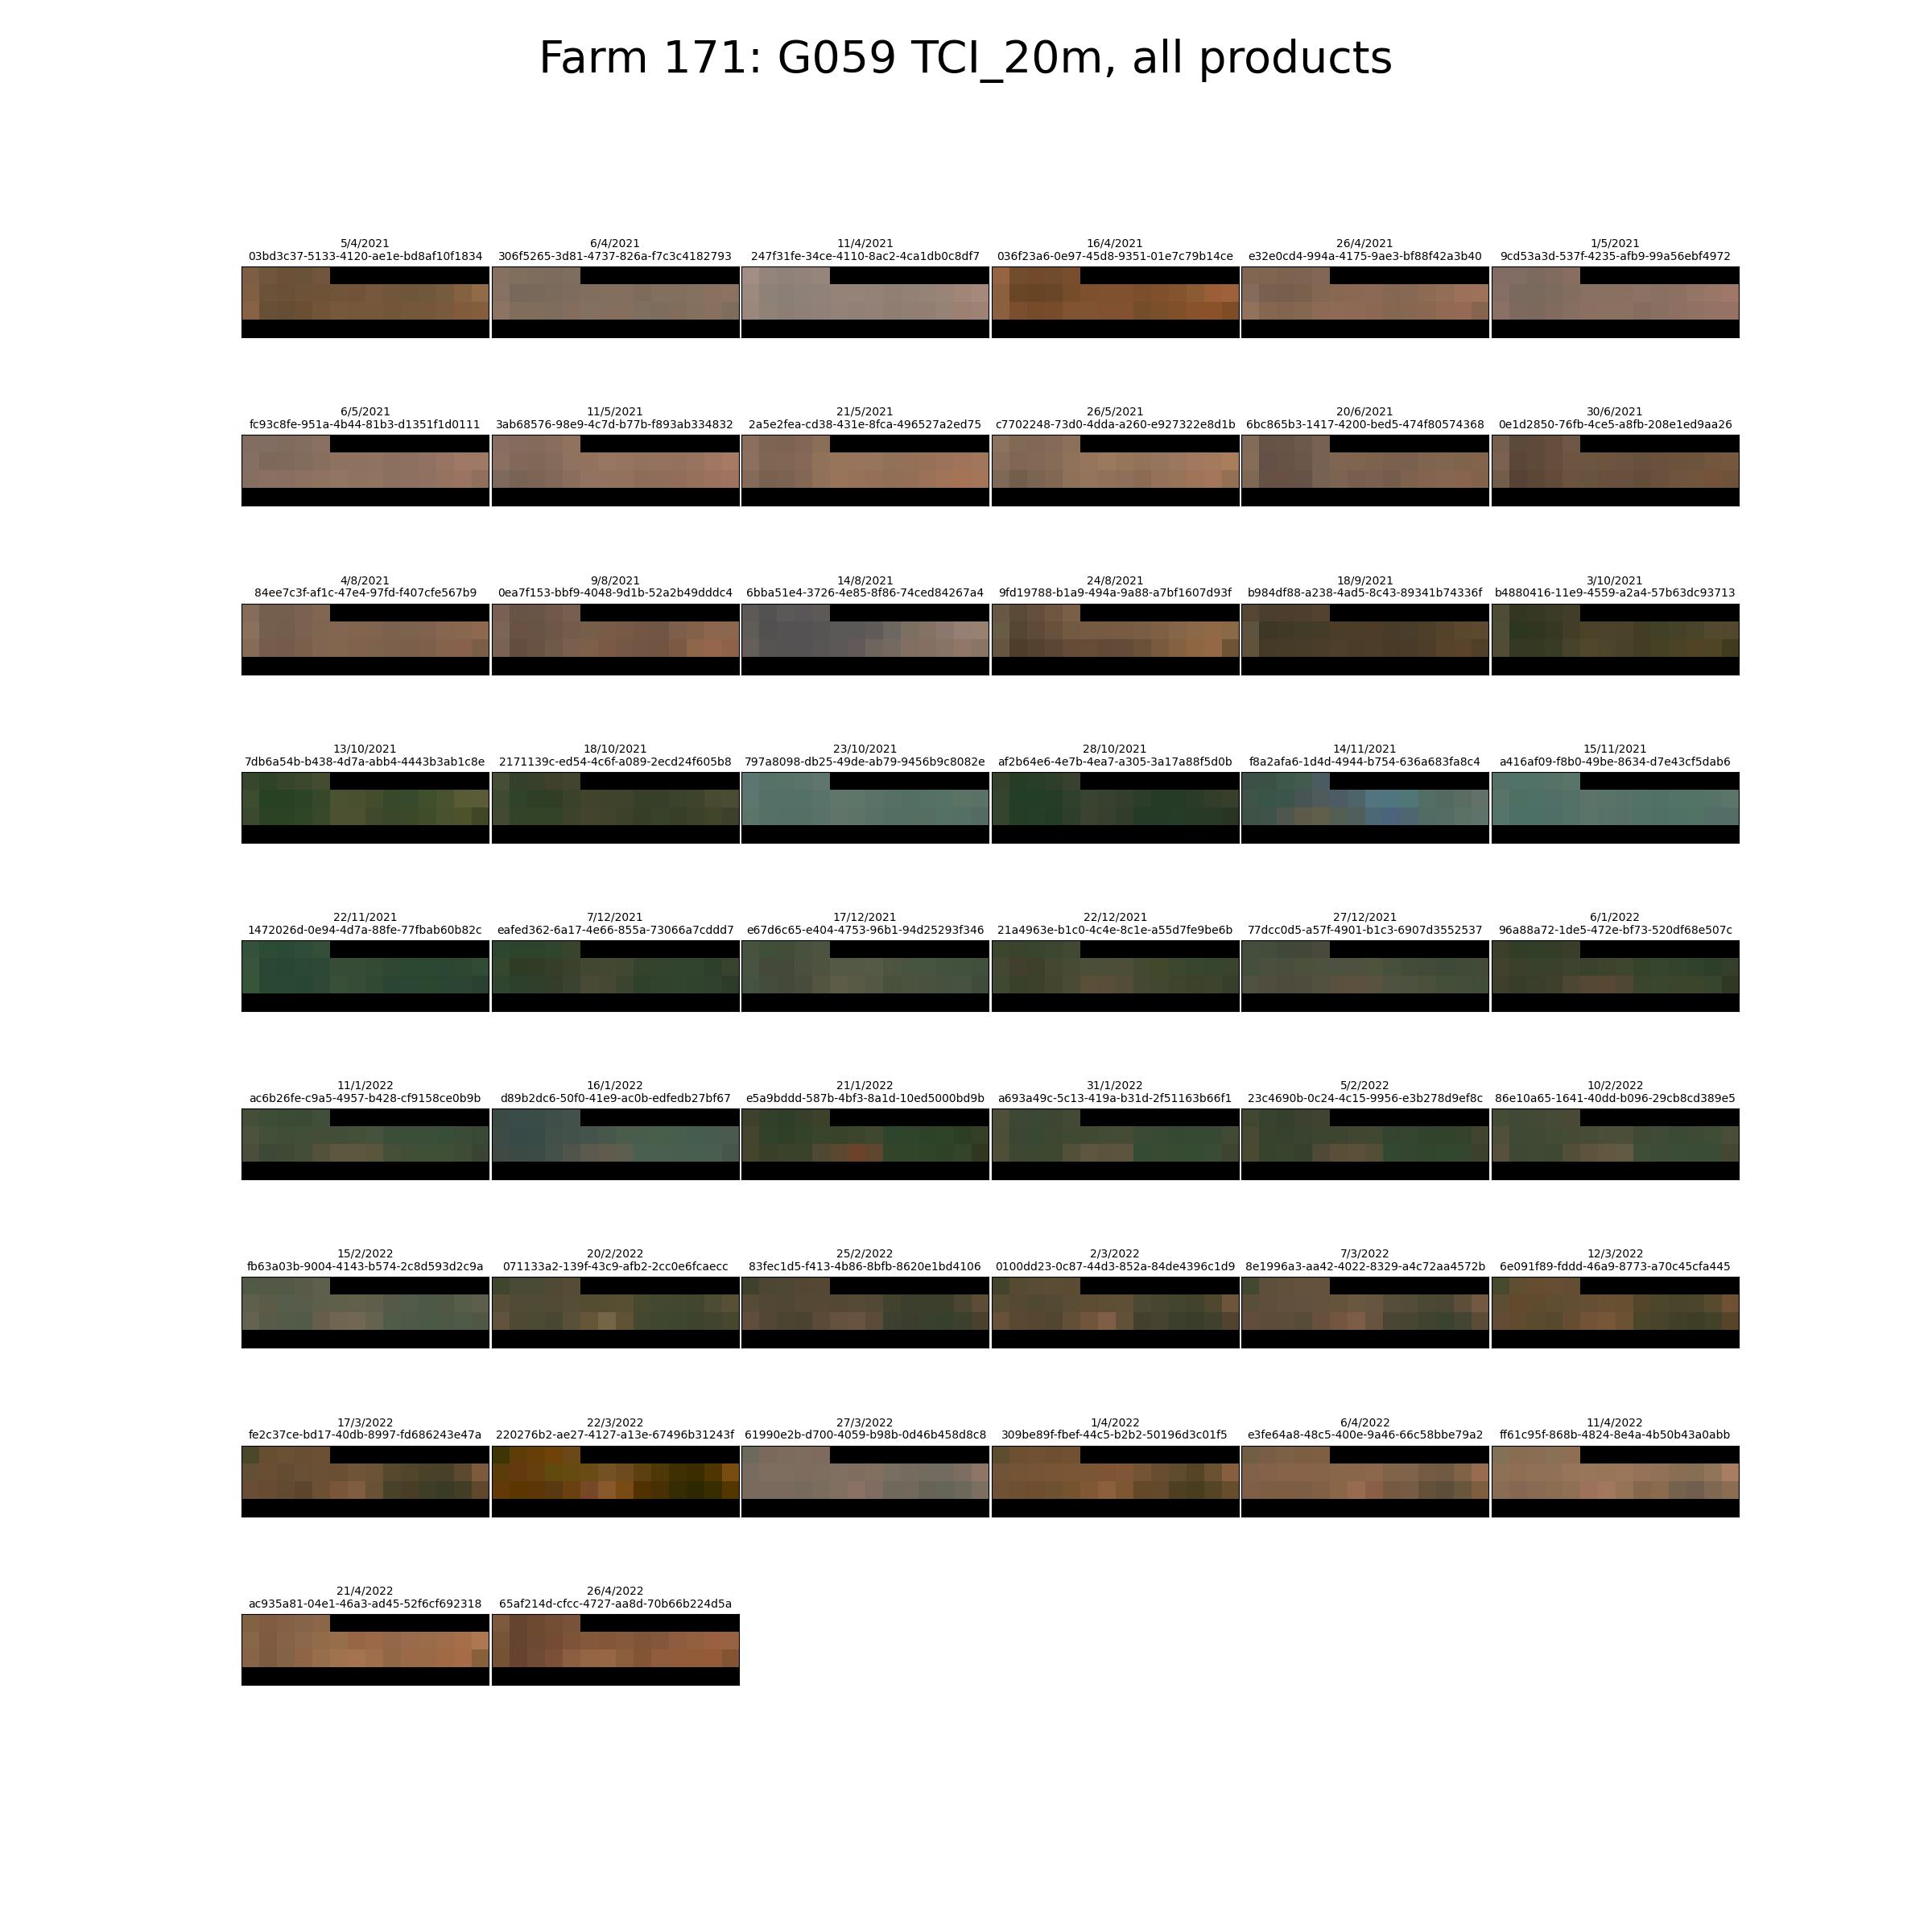 Farm 171: G059 TCI_20m, all products
5/4/2021
03bd3c37-5133-4120-ae1e-bd8af10f1834
6/4/2021
306f5265-3d81-4737-826a-f7c3c4182793
11/4/2021
247f31fe-34ce-4110-8ac2-4ca1db0c8df7
16/4/2021
036f23a6-0e97-45d8-9351-01e7c79b14ce
26/4/2021
e32e0cd4-994a-4175-9ae3-bf88f42a3b40
1/5/2021
9cd53a3d-537f-4235-afb9-99a56ebf4972
6/5/2021
fc93c8fe-951a-4b44-81b3-d1351f1d0111
11/5/2021
3ab68576-98e9-4c7d-b77b-f893ab334832
21/5/2021
2a5e2fea-cd38-431e-8fca-496527a2ed75
26/5/2021
c7702248-73d0-4dda-a260-e927322e8d1b
20/6/2021
6bc865b3-1417-4200-bed5-474f80574368
30/6/2021
0e1d2850-76fb-4ce5-a8fb-208e1ed9aa26
4/8/2021
84ee7c3f-af1c-47e4-97fd-f407cfe567b9
9/8/2021
0ea7f153-bbf9-4048-9d1b-52a2b49dddc4
14/8/2021
6bba51e4-3726-4e85-8f86-74ced84267a4
24/8/2021
9fd19788-b1a9-494a-9a88-a7bf1607d93f
18/9/2021
b984df88-a238-4ad5-8c43-89341b74336f
3/10/2021
b4880416-11e9-4559-a2a4-57b63dc93713
13/10/2021
7db6a54b-b438-4d7a-abb4-4443b3ab1c8e
18/10/2021
2171139c-ed54-4c6f-a089-2ecd24f605b8
23/10/2021
797a8098-db25-49de-ab79-9456b9c8082e
28/10/2021
af2b64e6-4e7b-4ea7-a305-3a17a88f5d0b
14/11/2021
f8a2afa6-1d4d-4944-b754-636a683fa8c4
15/11/2021
a416af09-f8b0-49be-8634-d7e43cf5dab6
22/11/2021
1472026d-0e94-4d7a-88fe-77fbab60b82c
7/12/2021
eafed362-6a17-4e66-855a-73066a7cddd7
17/12/2021
e67d6c65-e404-4753-96b1-94d25293f346
22/12/2021
21a4963e-b1c0-4c4e-8c1e-a55d7fe9be6b
27/12/2021
77dcc0d5-a57f-4901-b1c3-6907d3552537
6/1/2022
96a88a72-1de5-472e-bf73-520df68e507c
11/1/2022
ac6b26fe-c9a5-4957-b428-cf9158ce0b9b
16/1/2022
d89b2dc6-50f0-41e9-ac0b-edfedb27bf67
21/1/2022
e5a9bddd-587b-4bf3-8a1d-10ed5000bd9b
31/1/2022
a693a49c-5c13-419a-b31d-2f51163b66f1
5/2/2022
23c4690b-0c24-4c15-9956-e3b278d9ef8c
10/2/2022
86e10a65-1641-40dd-b096-29cb8cd389e5
15/2/2022
fb63a03b-9004-4143-b574-2c8d593d2c9a
20/2/2022
071133a2-139f-43c9-afb2-2cc0e6fcaecc
25/2/2022
83fec1d5-f413-4b86-8bfb-8620e1bd4106
2/3/2022
0100dd23-0c87-44d3-852a-84de4396c1d9
7/3/2022
8e1996a3-aa42-4022-8329-a4c72aa4572b
12/3/2022
6e091f89-fddd-46a9-8773-a70c45cfa445
17/3/2022
fe2c37ce-bd17-40db-8997-fd686243e47a
22/3/2022
220276b2-ae27-4127-a13e-67496b31243f
27/3/2022
61990e2b-d700-4059-b98b-0d46b458d8c8
1/4/2022
309be89f-fbef-44c5-b2b2-50196d3c01f5
6/4/2022
e3fe64a8-48c5-400e-9a46-66c58bbe79a2
11/4/2022
ff61c95f-868b-4824-8e4a-4b50b43a0abb
21/4/2022
ac935a81-04e1-46a3-ad45-52f6cf692318
26/4/2022
65af214d-cfcc-4727-aa8d-70b66b224d5a